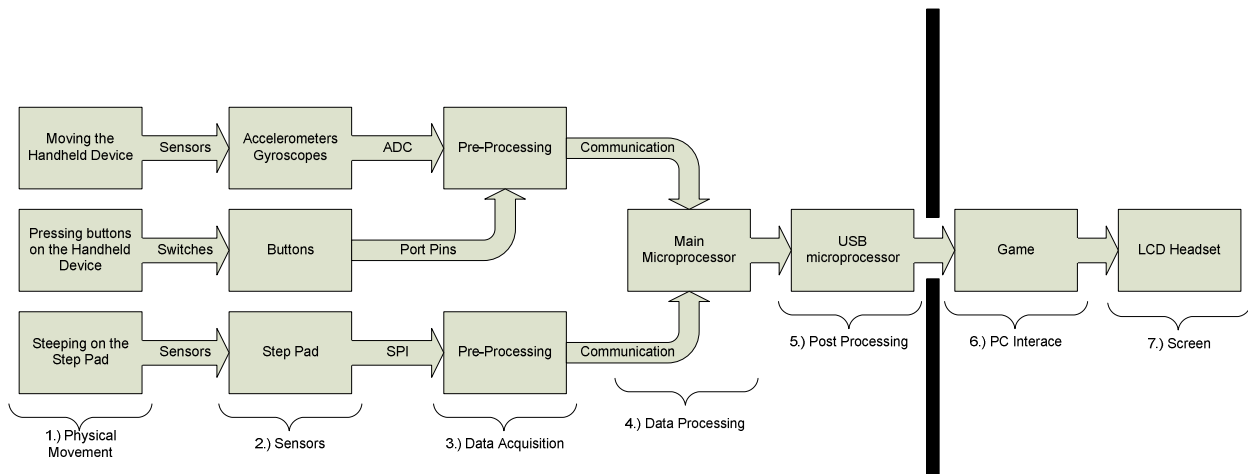 Moving the
Handheld Device
Sensors
Accelerometers
Gyroscopes
ADC
Pre-Processing
Communication
Pressing buttons
on the Handheld
Device
Switches
Buttons
Port Pins
Main
Microprocessor
USB
microprocessor
Game
LCD Headset
Steeping on the
Step Pad
Sensors
Step Pad
SPI
Pre-Processing
Communication
1.) Physical
Movement
2.) Sensors
3.) Data Acquisition
4.) Data Processing
5.) Post Processing
6.) PC Interace
7.) Screen